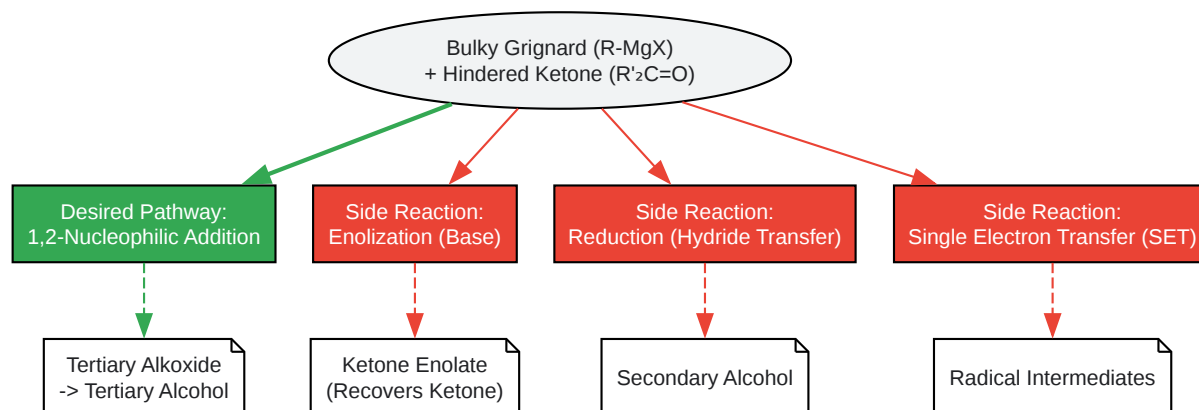 Bulky Grignard (R-MgX)
+ Hindered Ketone (R'₂C=O)
Desired Pathway:
1,2-Nucleophilic Addition
Side Reaction:
Enolization (Base)
Side Reaction:
Reduction (Hydride Transfer)
Side Reaction:
Single Electron Transfer (SET)
Tertiary Alkoxide
-> Tertiary Alcohol
Ketone Enolate
(Recovers Ketone)
Secondary Alcohol
Radical Intermediates